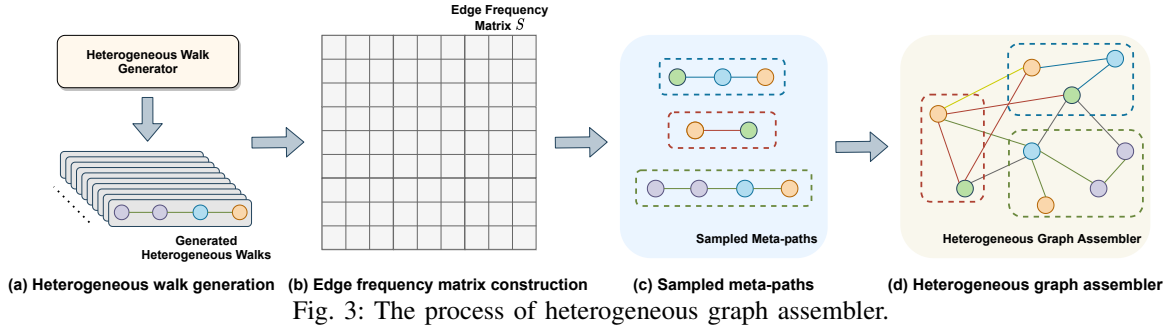 Heterogeneous Walk
Generator
Generated
Heterogeneous Walks
(a) Heterogeneous walk generation
Edge Frequency
Matrix S
(b) Edge frequency matrix construction
Sampled Meta-paths
(c) Sampled meta-paths
Heterogeneous Graph Assembler
(d) Heterogeneous graph assembler
Fig. 3: The process of heterogeneous graph assembler.